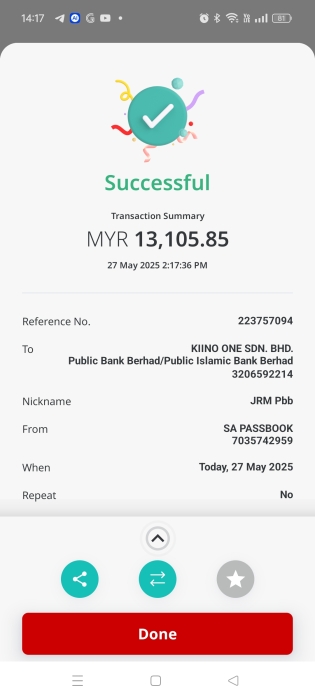 14:17
81
Successful
Transaction Summary
MYR 13,105.85
27 May 2025 2:17:36 PM
Reference No. 223757094
To KIINO ONE SDN. BHD.
Public Bank Berhad/Public Islamic Bank Berhad
3206592214
Nickname JRM Pbb
From SA PASSBOOK
7035742959
When Today, 27 May 2025
Repeat No
Done